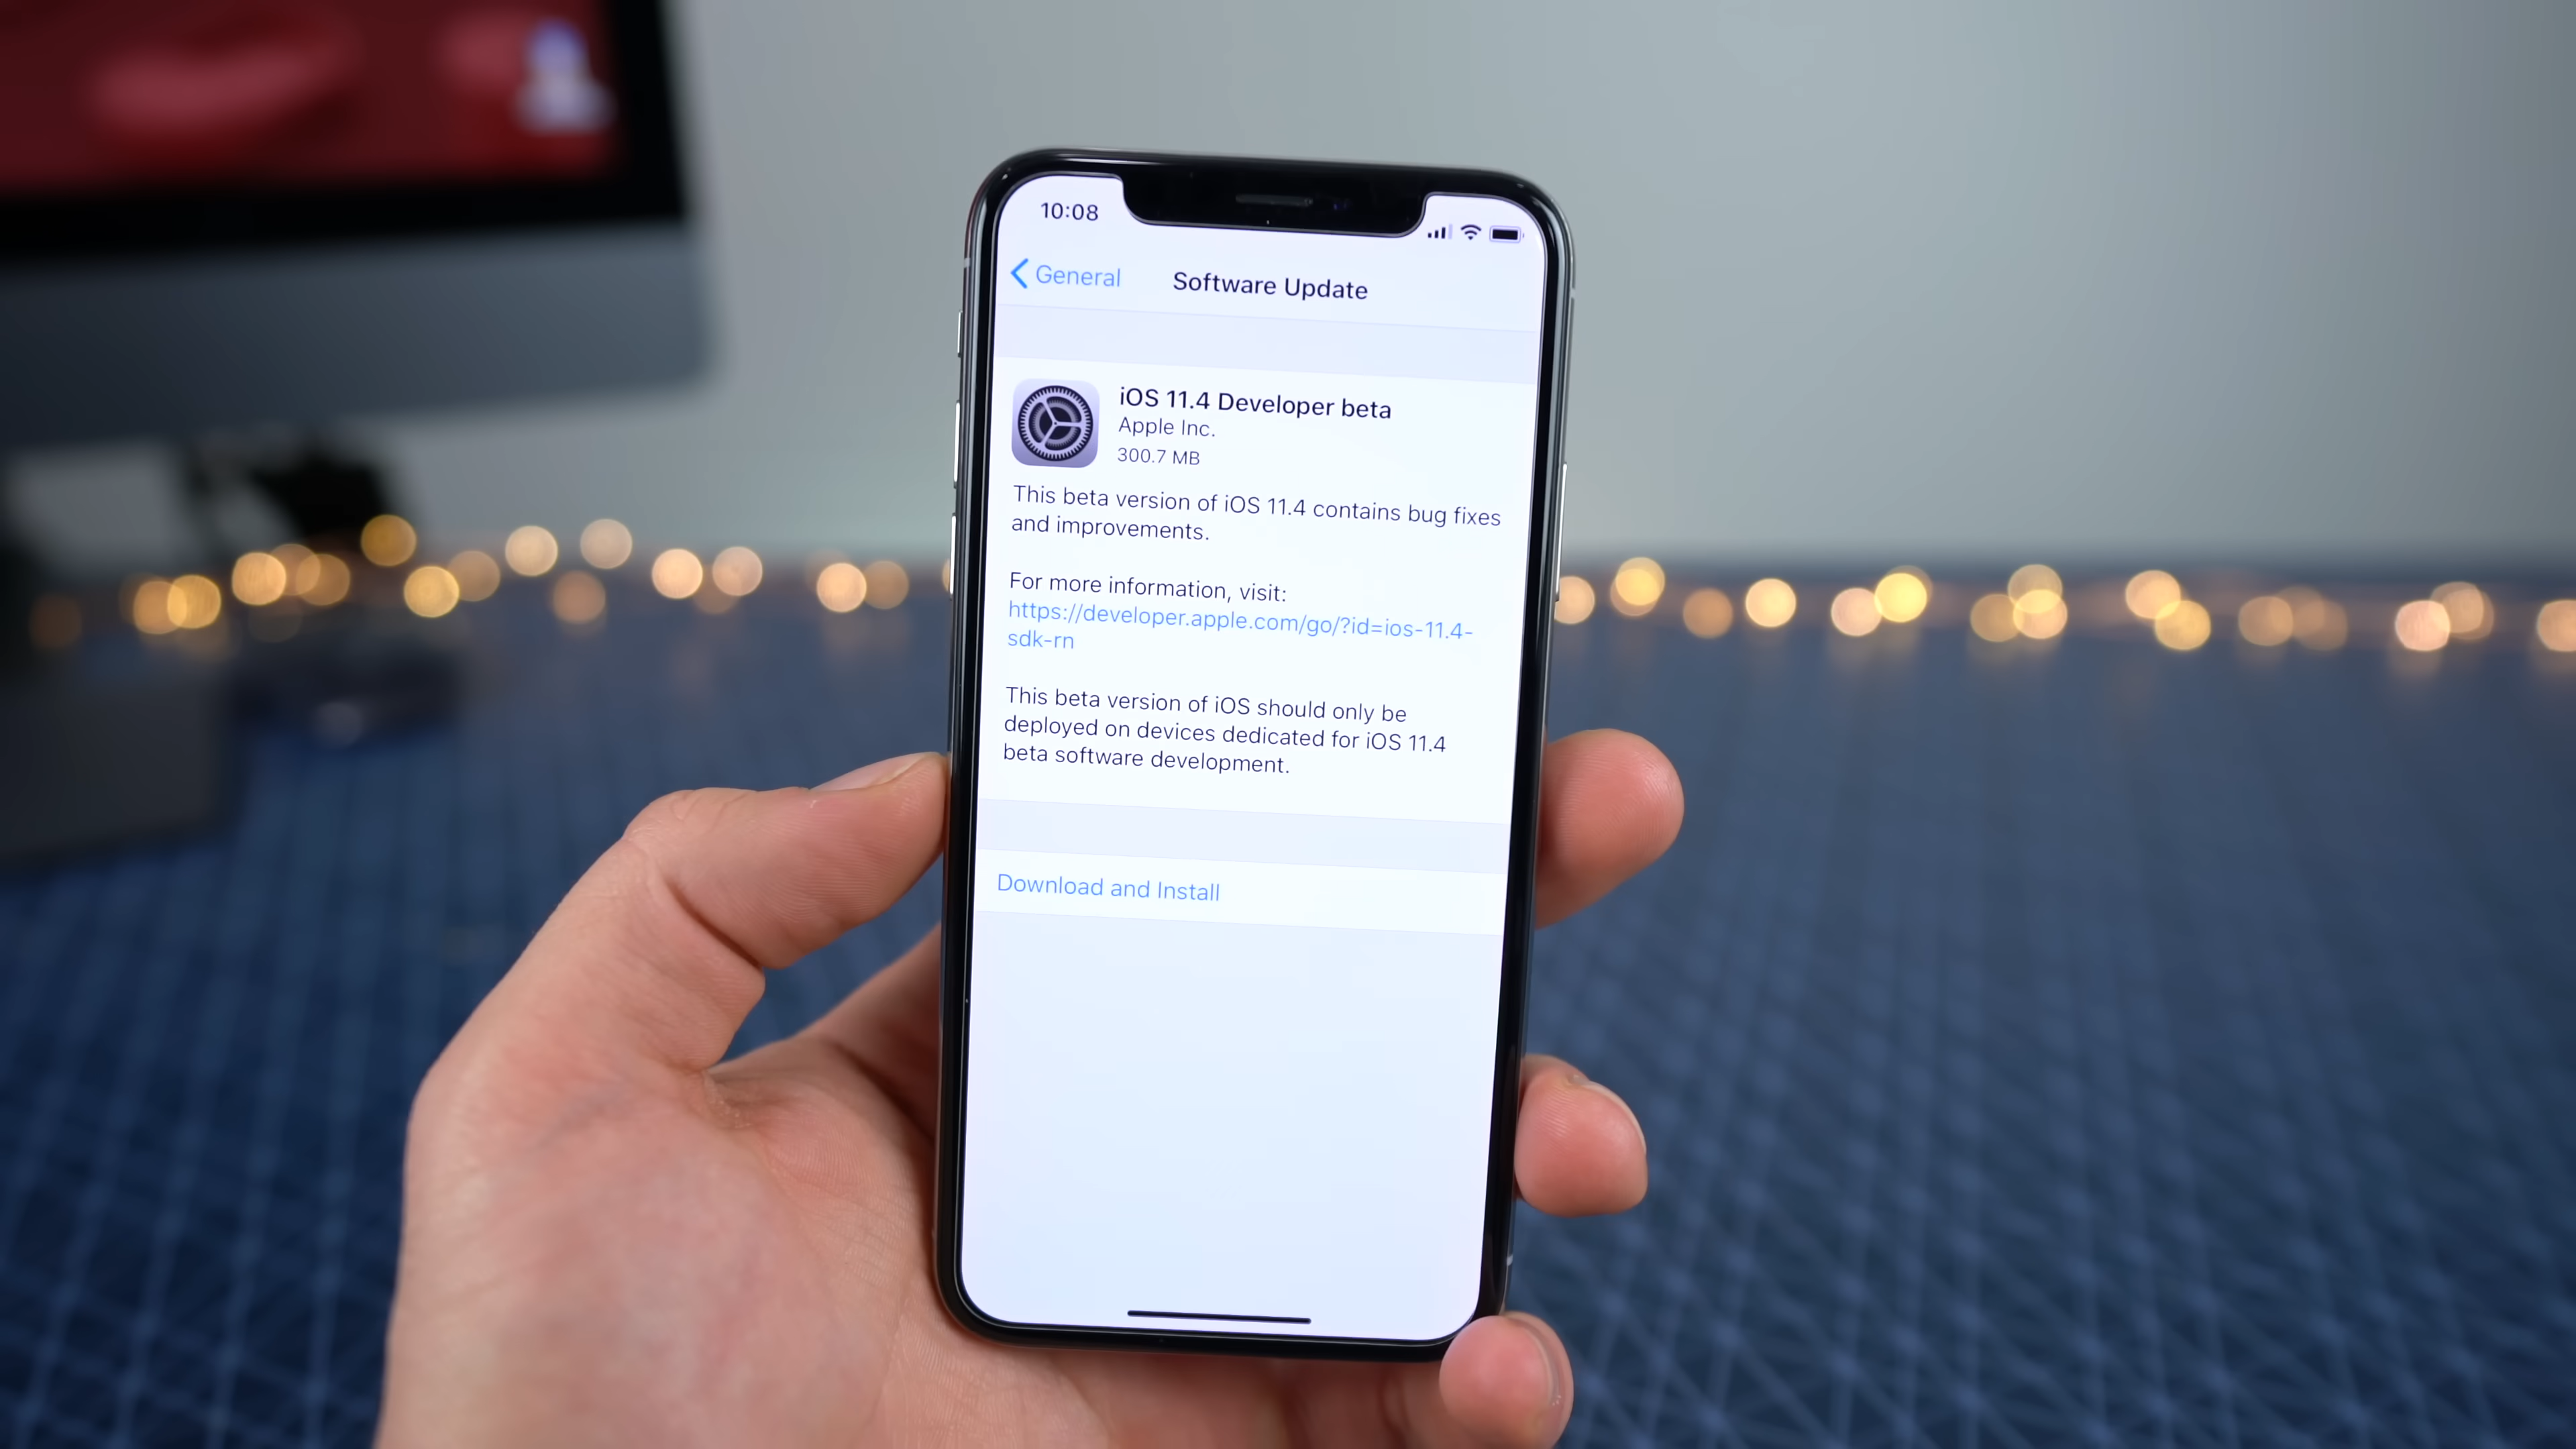 10:08
General
Software Update
iOS 11.4 Developer beta
Apple Inc.
300.7 MB
This beta version of iOS 11.4 contains bug fixes
and improvements.
For more information, visit:
https://developer.apple.com/go/?id=ios-11.4-
sdk-rn
This beta version of iOS should only be
deployed on devices dedicated for iOS 11.4
beta software development.
Download and Install